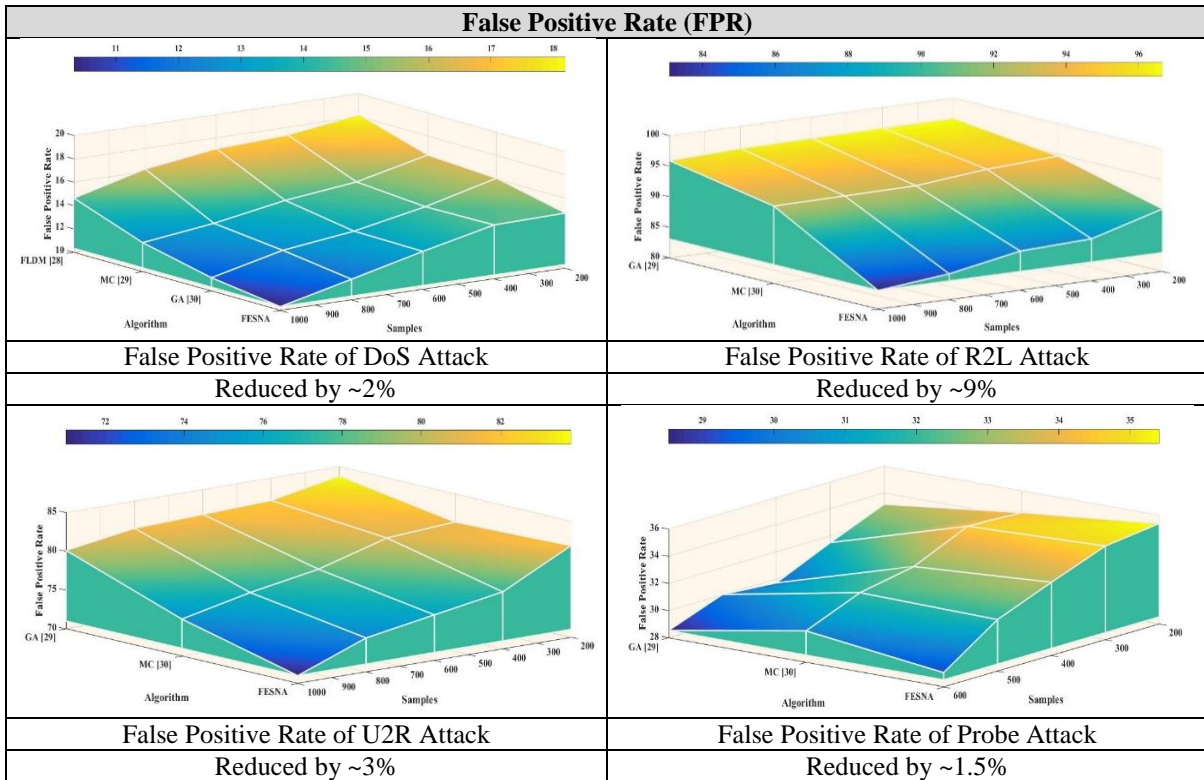 False Positive Rate (FPR)
11 12 13 14 15 16 17 18
20
18
16
14
12
10
False Positive Rate
FLDM [28]
MC [29]
GA [30]
FESNA
Algorithm
1000 900 800 700 600 500 400 300 200
Samples
84 86 88 90 92 94 96
100
95
90
85
80
False Positive Rate
GA [29]
MC [30]
FESNA
Algorithm
1000 900 800 700 600 500 400 300 200
Samples
False Positive Rate of DoS Attack
False Positive Rate of R2L Attack
Reduced by ~2%
Reduced by ~9%
72 74 76 78 80 82
85
80
75
70
False Positive Rate
GA [29]
MC [30]
FESNA
Algorithm
1000 900 800 700 600 500 400 300 200
Samples
29 30 31 32 33 34 35
36
34
32
30
28
False Positive Rate
GA [29]
MC [30]
FESNA
Algorithm
600 500 400 300 200
Samples
False Positive Rate of U2R Attack
False Positive Rate of Probe Attack
Reduced by ~3%
Reduced by ~1.5%